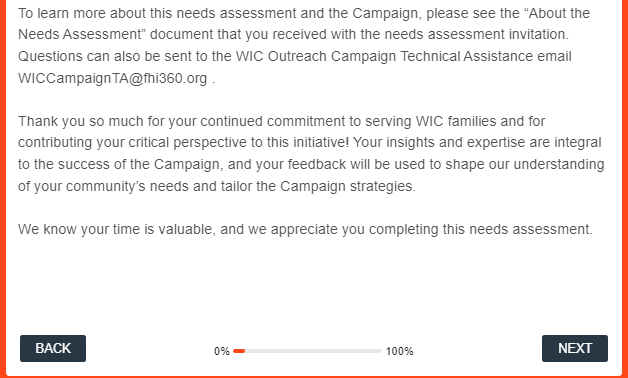 To learn more about this needs assessment and the Campaign, please see the “About the
Needs Assessment” document that you received with the needs assessment invitation.
Questions can also be sent to the WIC Outreach Campaign Technical Assistance email
WICCampaignTA@fhi360.org .
Thank you so much for your continued commitment to serving WIC families and for
contributing your critical perspective to this initiative! Your insights and expertise are integral
to the success of the Campaign, and your feedback will be used to shape our understanding
of your community’s needs and tailor the Campaign strategies.
We know your time is valuable, and we appreciate you completing this needs assessment.
BACK 0% 100% NEXT